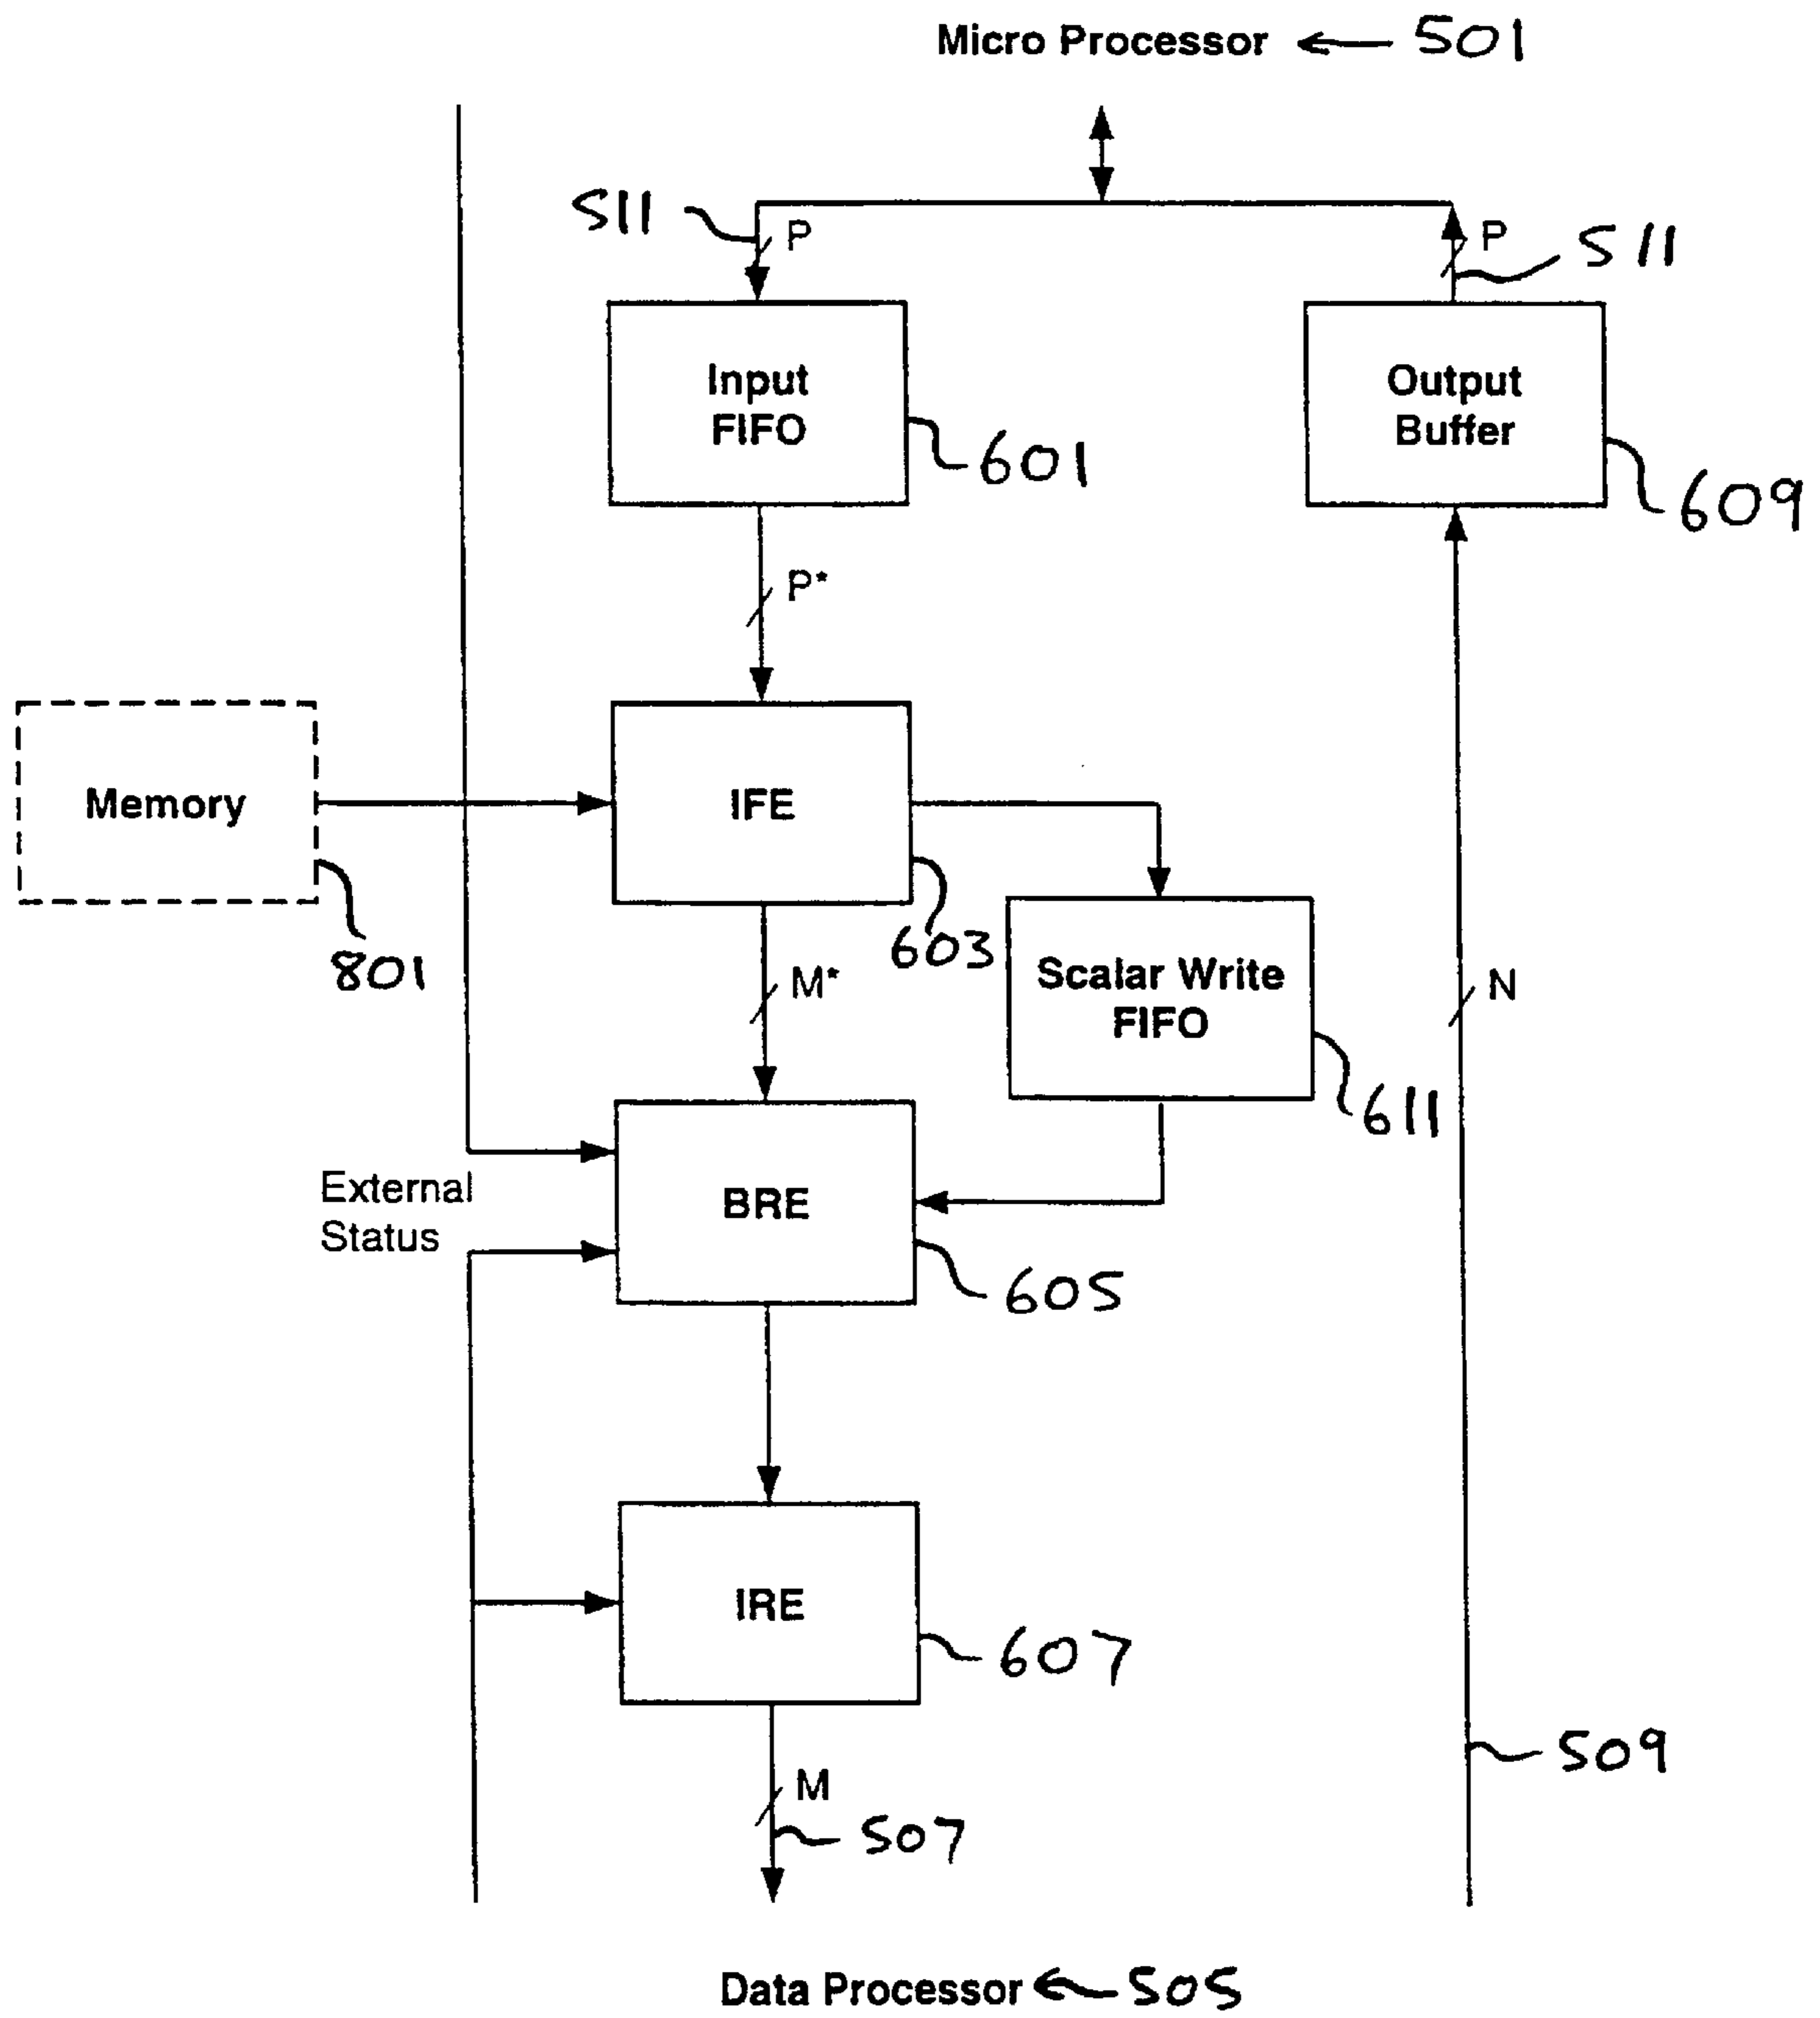 Micro Processor 501
511 P
P 511
Input
FIFO
601
Output
Buffer
609
P*
Memory
801
IFE
603
M*
Scalar Write
FIFO
611
N
External
Status
BRE
605
IRE
607
M
507
509
Data Processor 505